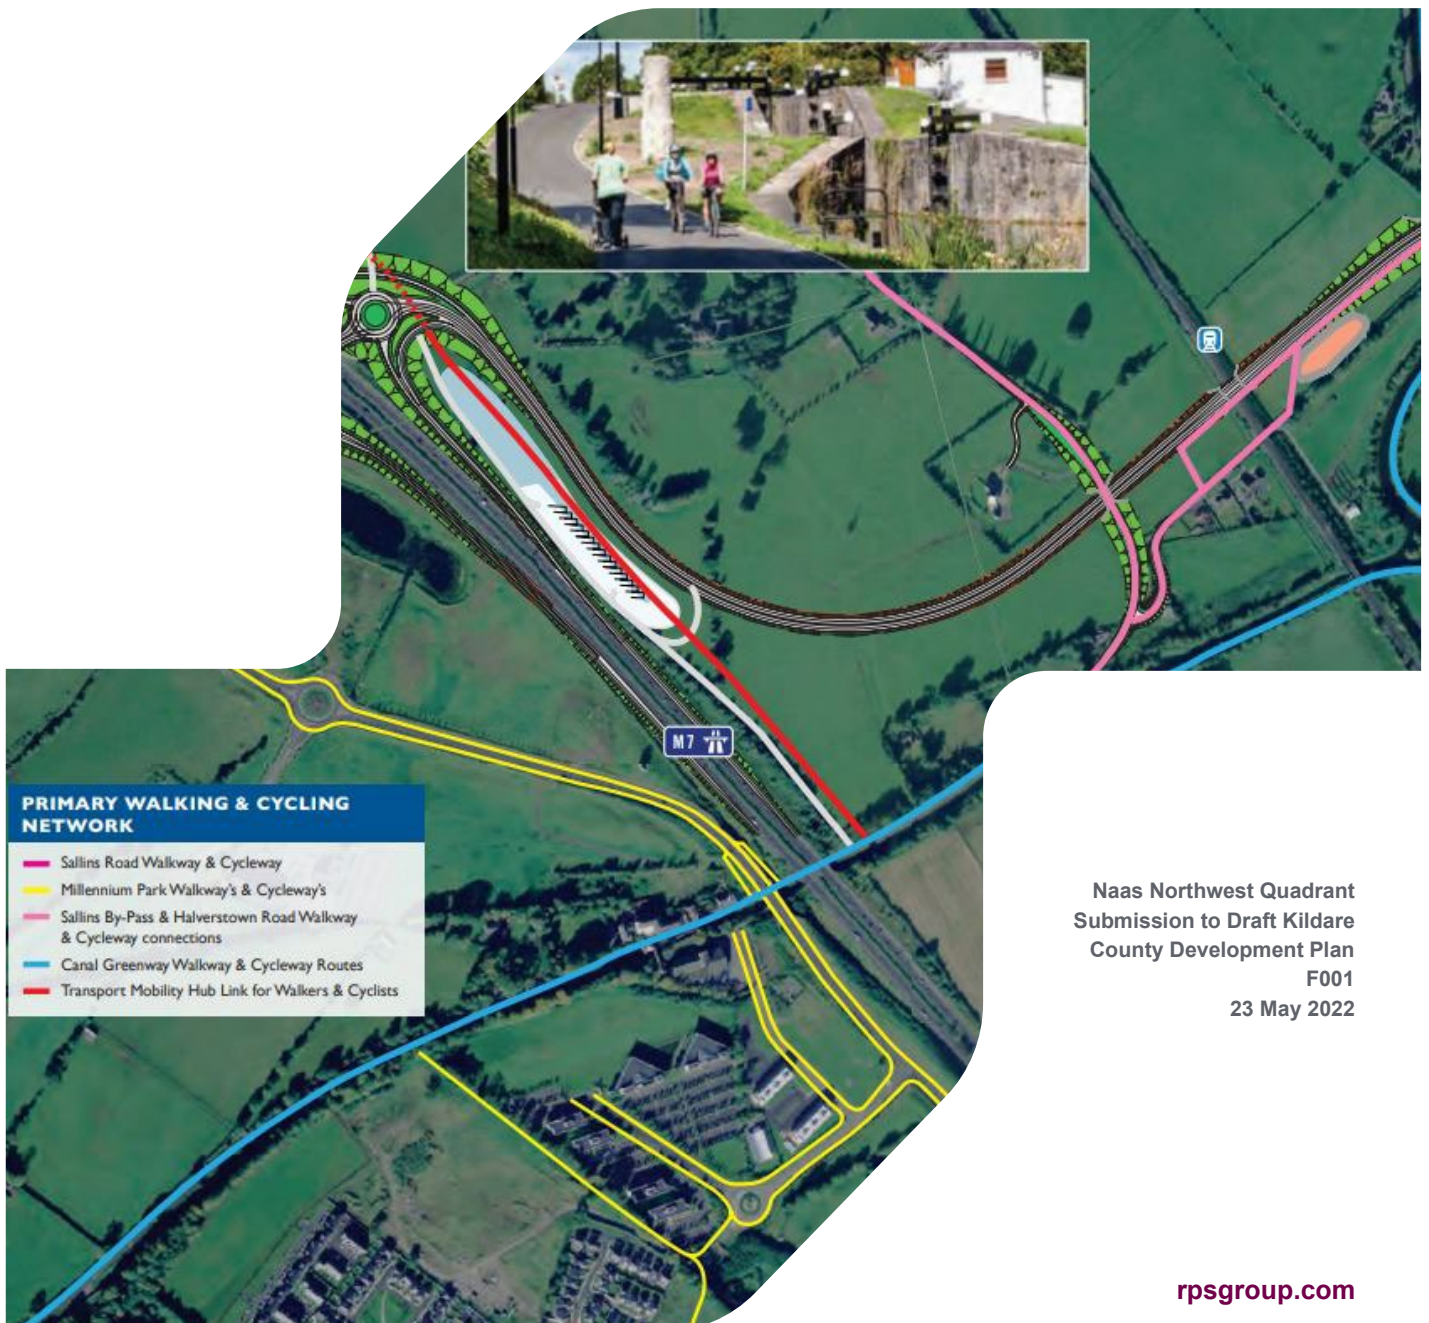 M7
PRIMARY WALKING & CYCLING
NETWORK
Sallins Road Walkway & Cycleway
Millennium Park Walkway's & Cycleway's
Sallins By-Pass & Halverstown Road Walkway
& Cycleway connections
Canal Greenway Walkway & Cycleway Routes
Transport Mobility Hub Link for Walkers & Cyclists
Naas Northwest Quadrant
Submission to Draft Kildare
County Development Plan
F001
23 May 2022
rpsgroup.com